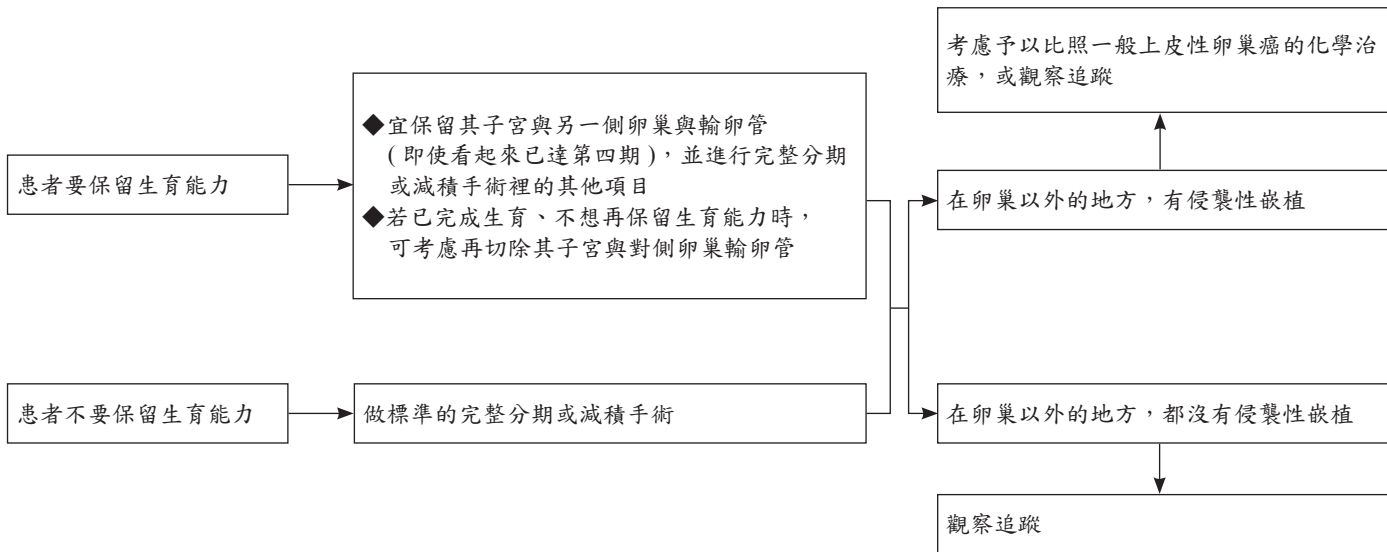 患者要保留生育能力
◆宜保留其子宮與另一側卵巢與輸卵管
(即使看起來已達第四期)，並進行完整分期
或減積手術裡的其他項目
◆若已完成生育、不想再保留生育能力時，
可考慮再切除其子宮與對側卵巢輸卵管
考慮予以比照一般上皮性卵巢癌的化學治
療，或觀察追蹤
在卵巢以外的地方，有侵襲性嵌植
患者不要保留生育能力
做標準的完整分期或減積手術
在卵巢以外的地方，都沒有侵襲性嵌植
觀察追蹤